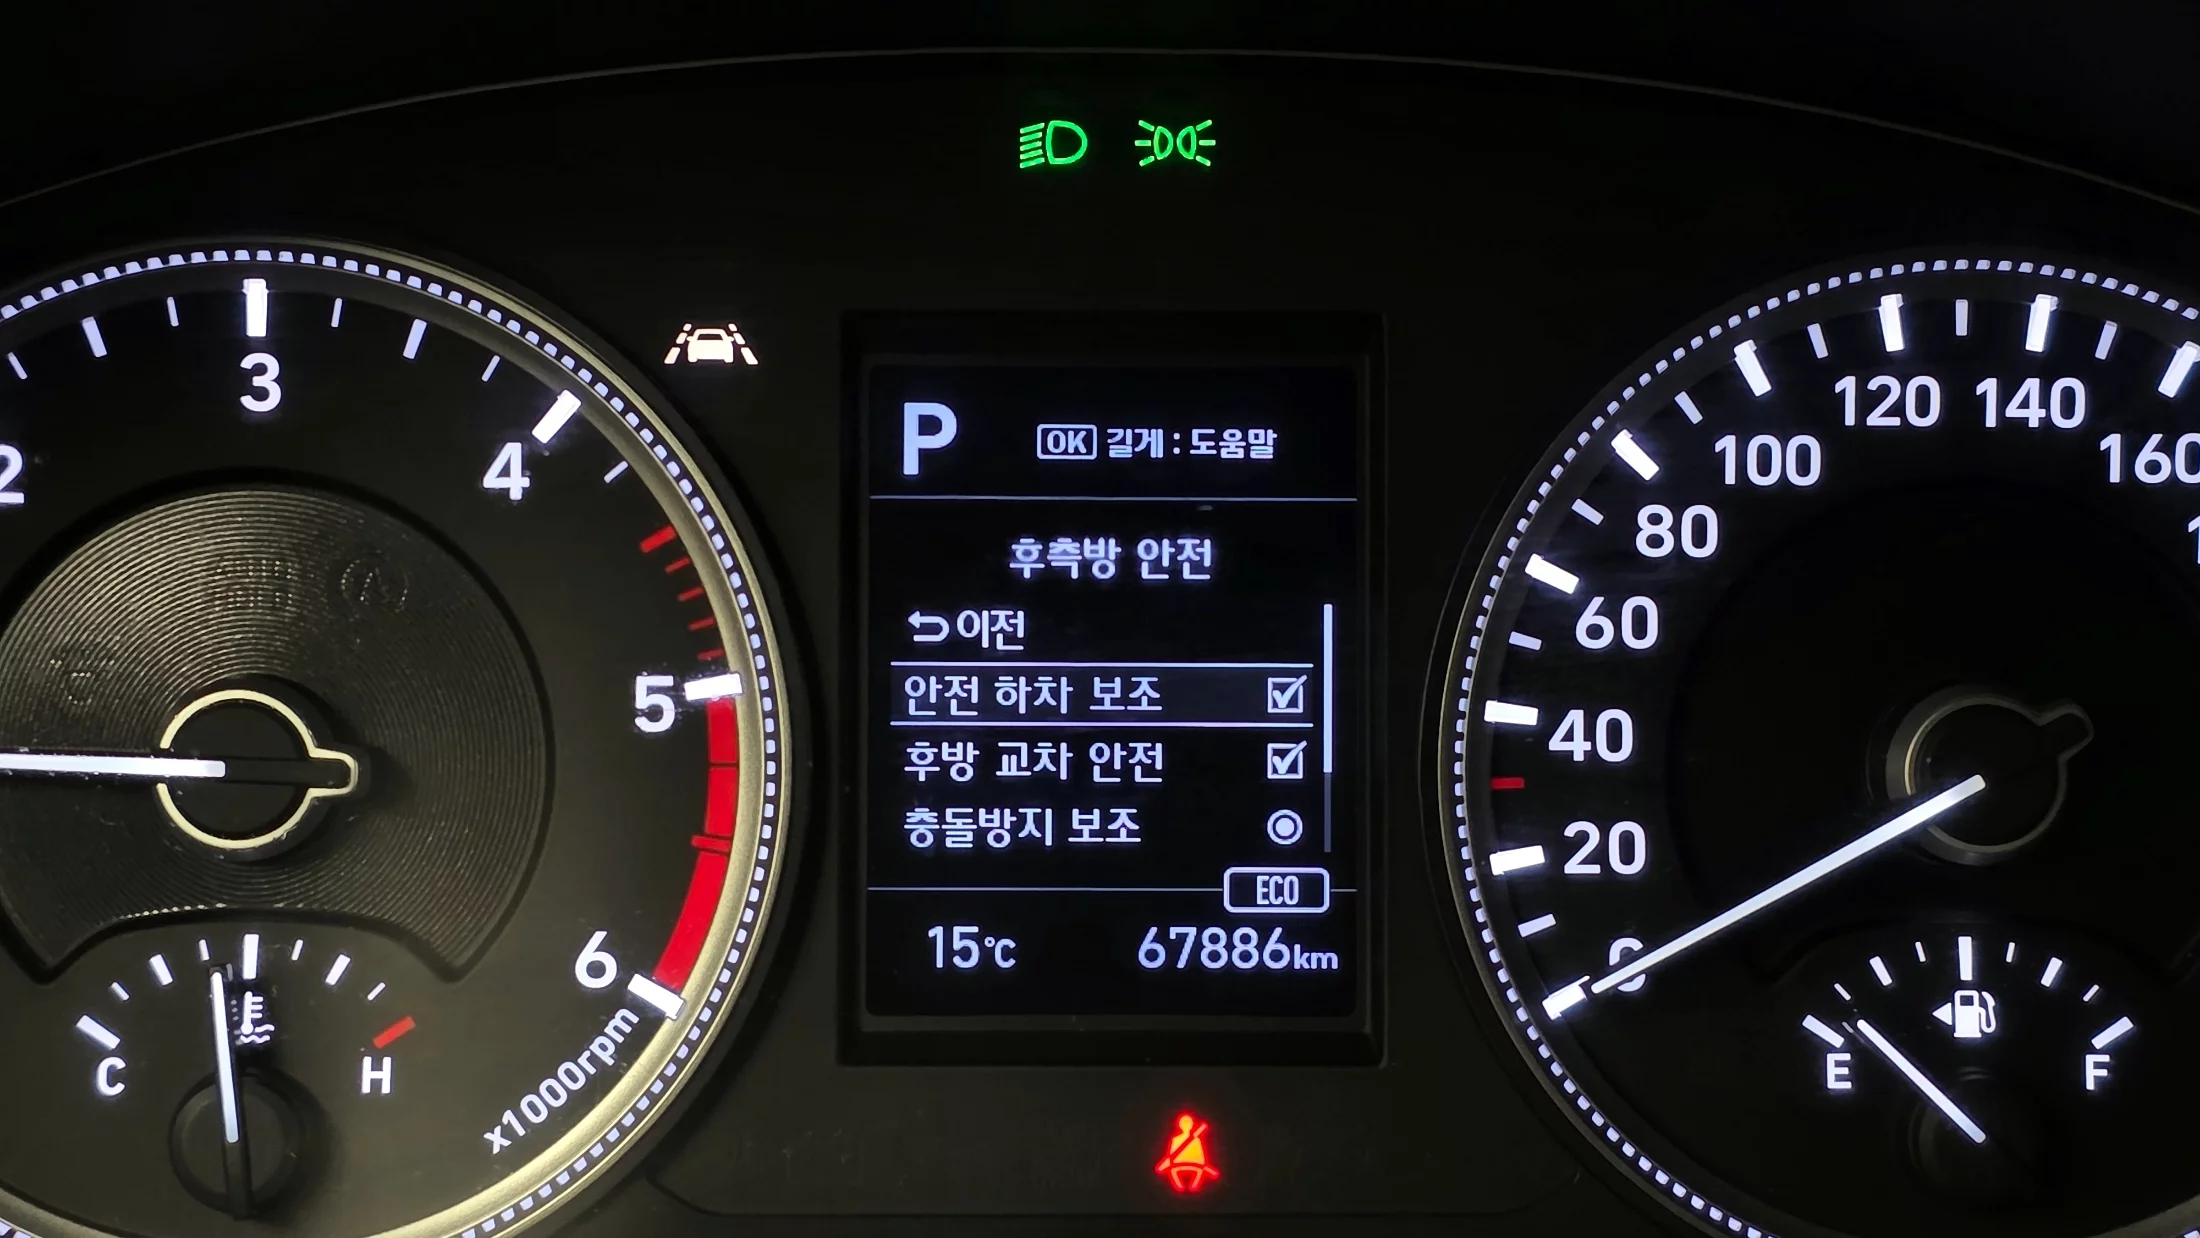 P
OK 길게 : 도움말
후측방 안전
이전
안전 하차 보조
후방 교차 안전
충돌방지 보조
ECO
15℃
67886km
2
3
4
5
6
x1000rpm
C
H
0
20
40
60
80
100
120
140
160
E
F